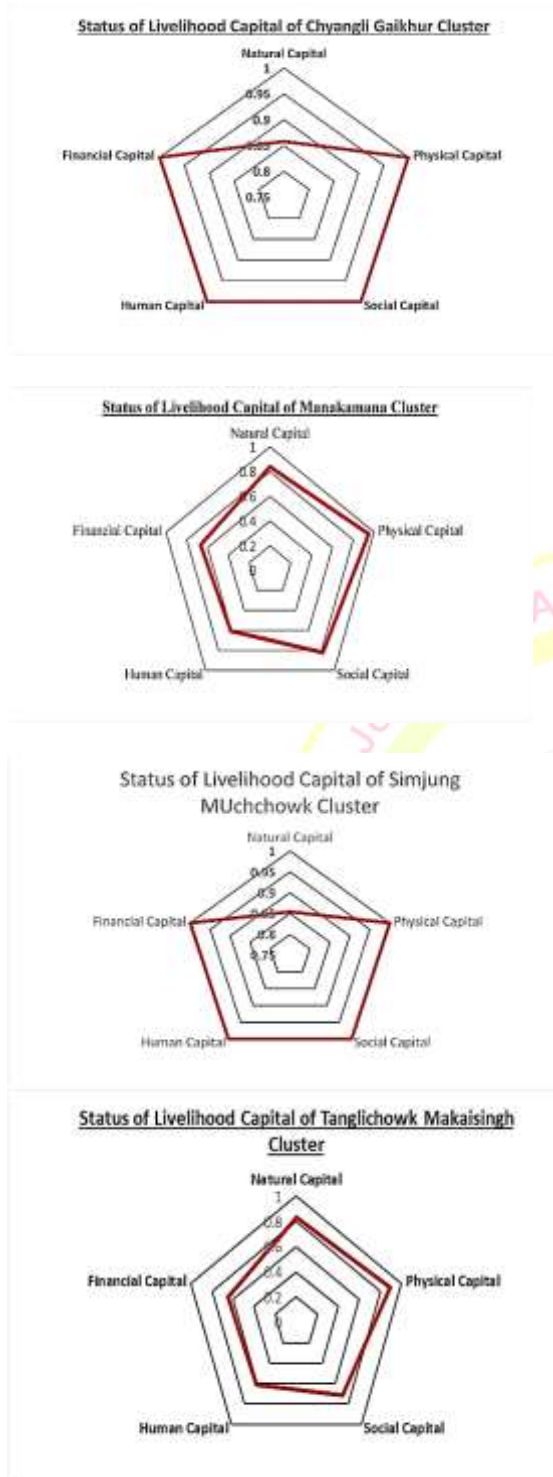 Status of Livelihood Capital of Chyangli Gaikhur Cluster
Natural Capital
1
0.95
0.9
0.85
Financial Capital
Physical Capital
0.8
0.75
Human Capital
Social Capital
Status of Livelihood Capital of Manakamana Cluster
Natural Capital
1
0.8
0.6
Financial Capital
Physical Capital
0.4
0.2
0
Human Capital
Social Capital
Status of Livelihood Capital of Simjung
MUchchowk Cluster
Natural Capital
1
0.95
0.9
Financial Capital
Physical Capital
0.85
0.8
0.75
Human Capital
Social Capital
Status of Livelihood Capital of Tanglichowk Makaisingh
Cluster
Natural Capital
1
0.8
0.6
Financial Capital
Physical Capital
0.4
0.2
0
Human Capital
Social Capital